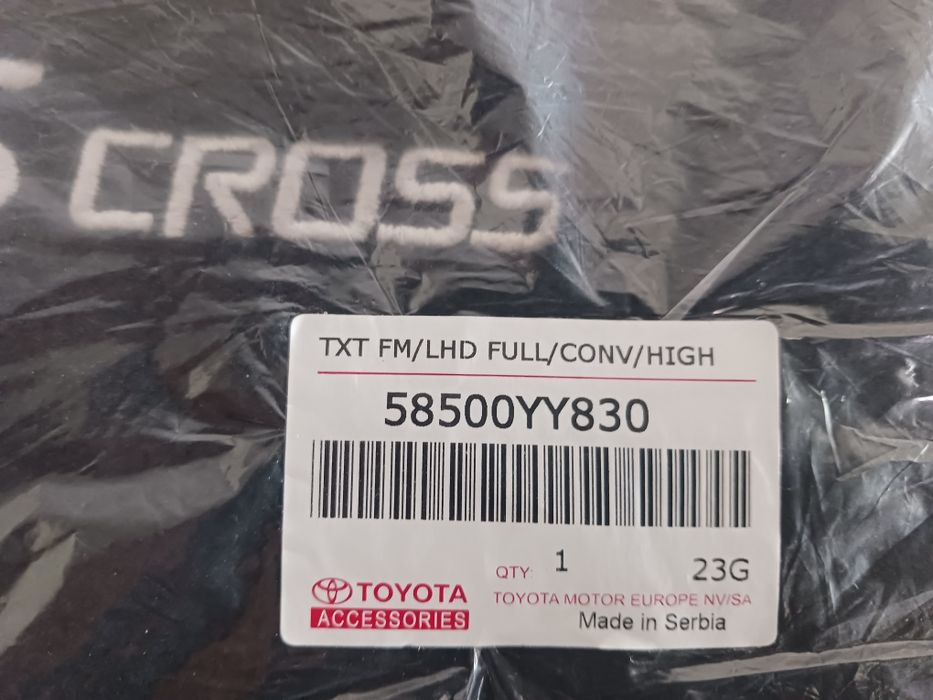 CROSS
TXT FM/LHD FULL/CONV/HIGH
58500YY830
QTY: 1
23G
TOYOTA
ACCESSORIES
TOYOTA MOTOR EUROPE NV/SA
Made in Serbia